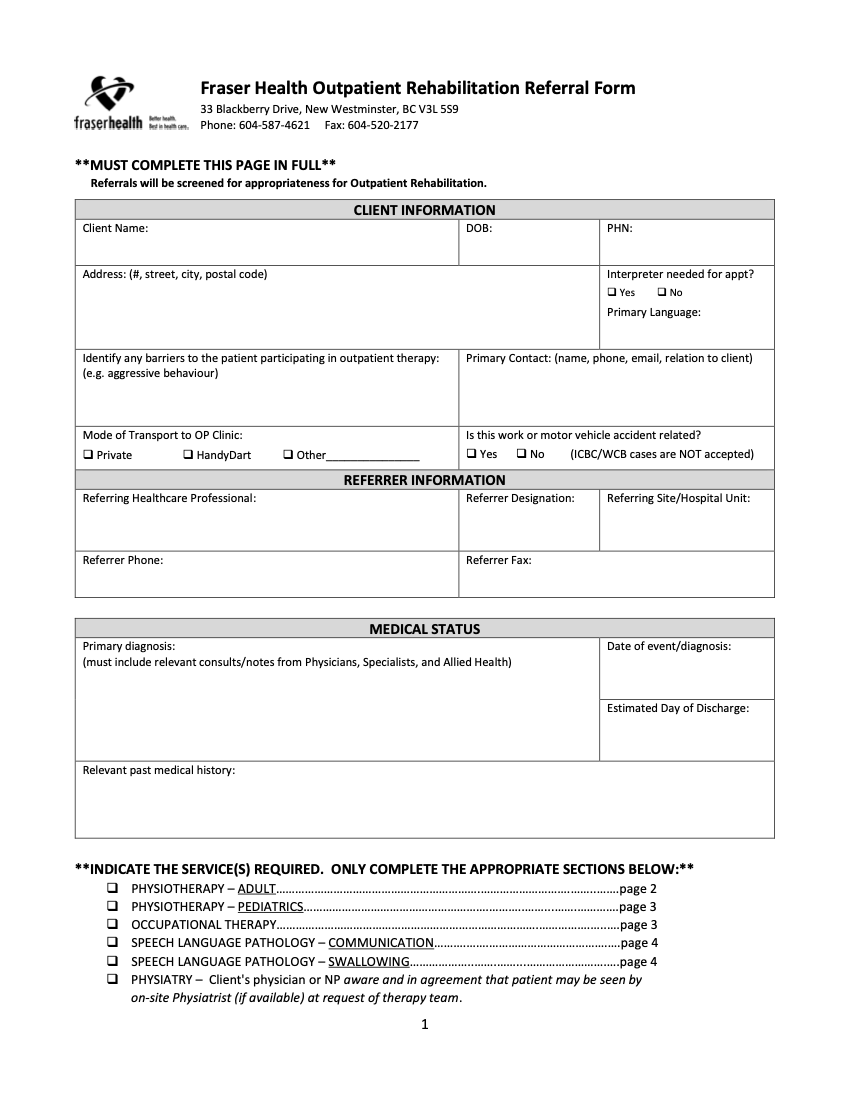 Fraser Health Outpatient Rehabilitation Referral Form
33 Blackberry Drive, New Westminster, BC V3L 5S9
Phone: 604-587-4621 Fax: 604-520-2177
fraserhealth Better health. Best in health care.
**MUST COMPLETE THIS PAGE IN FULL**
Referrals will be screened for appropriateness for Outpatient Rehabilitation.
CLIENT INFORMATION
Client Name: DOB: PHN:
Address: (#, street, city, postal code) Interpreter needed for appt?
❑ Yes ❑ No
Primary Language:
Identify any barriers to the patient participating in outpatient therapy: Primary Contact: (name, phone, email, relation to client)
(e.g. aggressive behaviour)
Mode of Transport to OP Clinic: Is this work or motor vehicle accident related?
❑ Private ❑ HandyDart ❑ Other_______________ ❑ Yes ❑ No (ICBC/WCB cases are NOT accepted)
REFERRER INFORMATION
Referring Healthcare Professional: Referrer Designation: Referring Site/Hospital Unit:
Referrer Phone: Referrer Fax:
MEDICAL STATUS
Primary diagnosis: Date of event/diagnosis:
(must include relevant consults/notes from Physicians, Specialists, and Allied Health)
Estimated Day of Discharge:
Relevant past medical history:
**INDICATE THE SERVICE(S) REQUIRED. ONLY COMPLETE THE APPROPRIATE SECTIONS BELOW:**
❑ PHYSIOTHERAPY – ADULT……………………………………………………………………………………page 2
❑ PHYSIOTHERAPY – PEDIATRICS………………………………………………………………………………page 3
❑ OCCUPATIONAL THERAPY……………………………………………………………………………………page 3
❑ SPEECH LANGUAGE PATHOLOGY – COMMUNICATION……………………………………………page 4
❑ SPEECH LANGUAGE PATHOLOGY – SWALLOWING…………………………………………………page 4
❑ PHYSIATRY – Client's physician or NP aware and in agreement that patient may be seen by
on-site Physiatrist (if available) at request of therapy team.
1